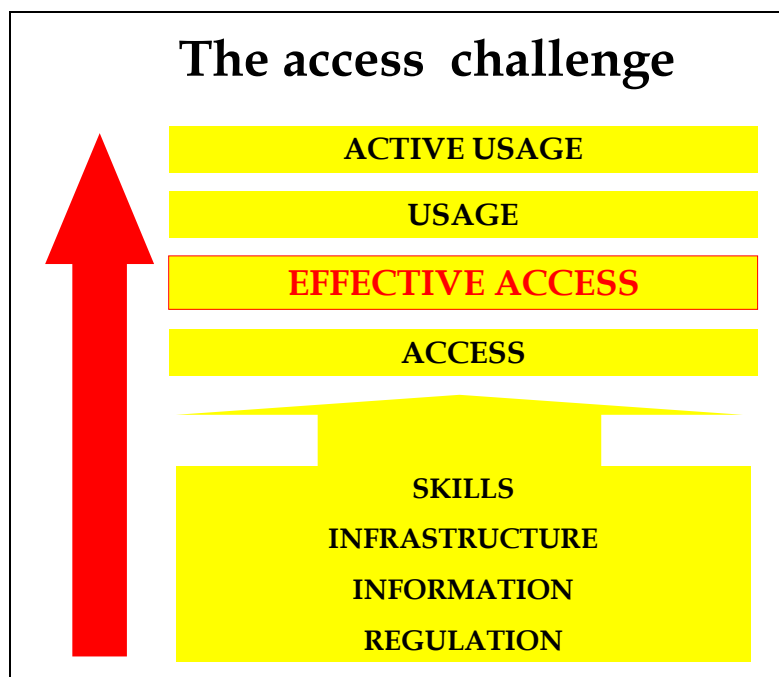 The access challenge
ACTIVE USAGE
USAGE
EFFECTIVE ACCESS
ACCESS
SKILLS
INFRASTRUCTURE
INFORMATION
REGULATION